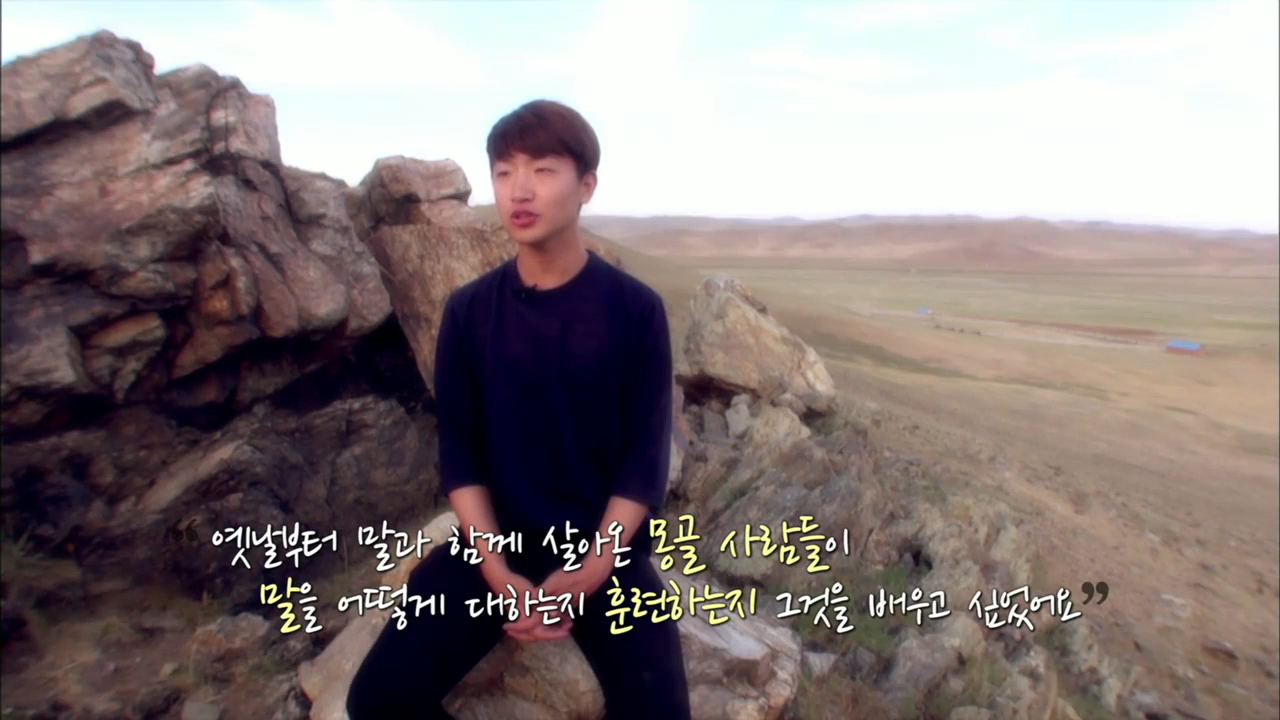 “옛날부터 말과 함께 살아온 몽골 사람들이
말을 어떻게 대하는지 훈련하는지 그것을 배우고 싶었어요”